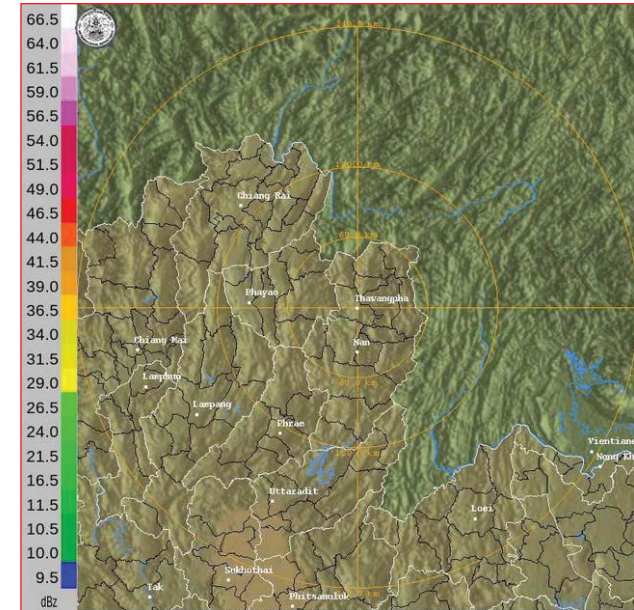 66.5
64.0
61.5
59.0
56.5
54.0
51.5
49.0
46.5
44.0
41.5
39.0
36.5
34.0
31.5
29.0
26.5
24.0
21.5
16.5
11.5
10.5
10.0
9.5
dBz
Chiang Rai
Phayao
Thavangpha
Nan
Chiang Mai
Lamphun
Lampang
Phrae
Uttaradit
Vientiane
Nong Kh
Loei
Sukhothai
Tak
Phitsanulok